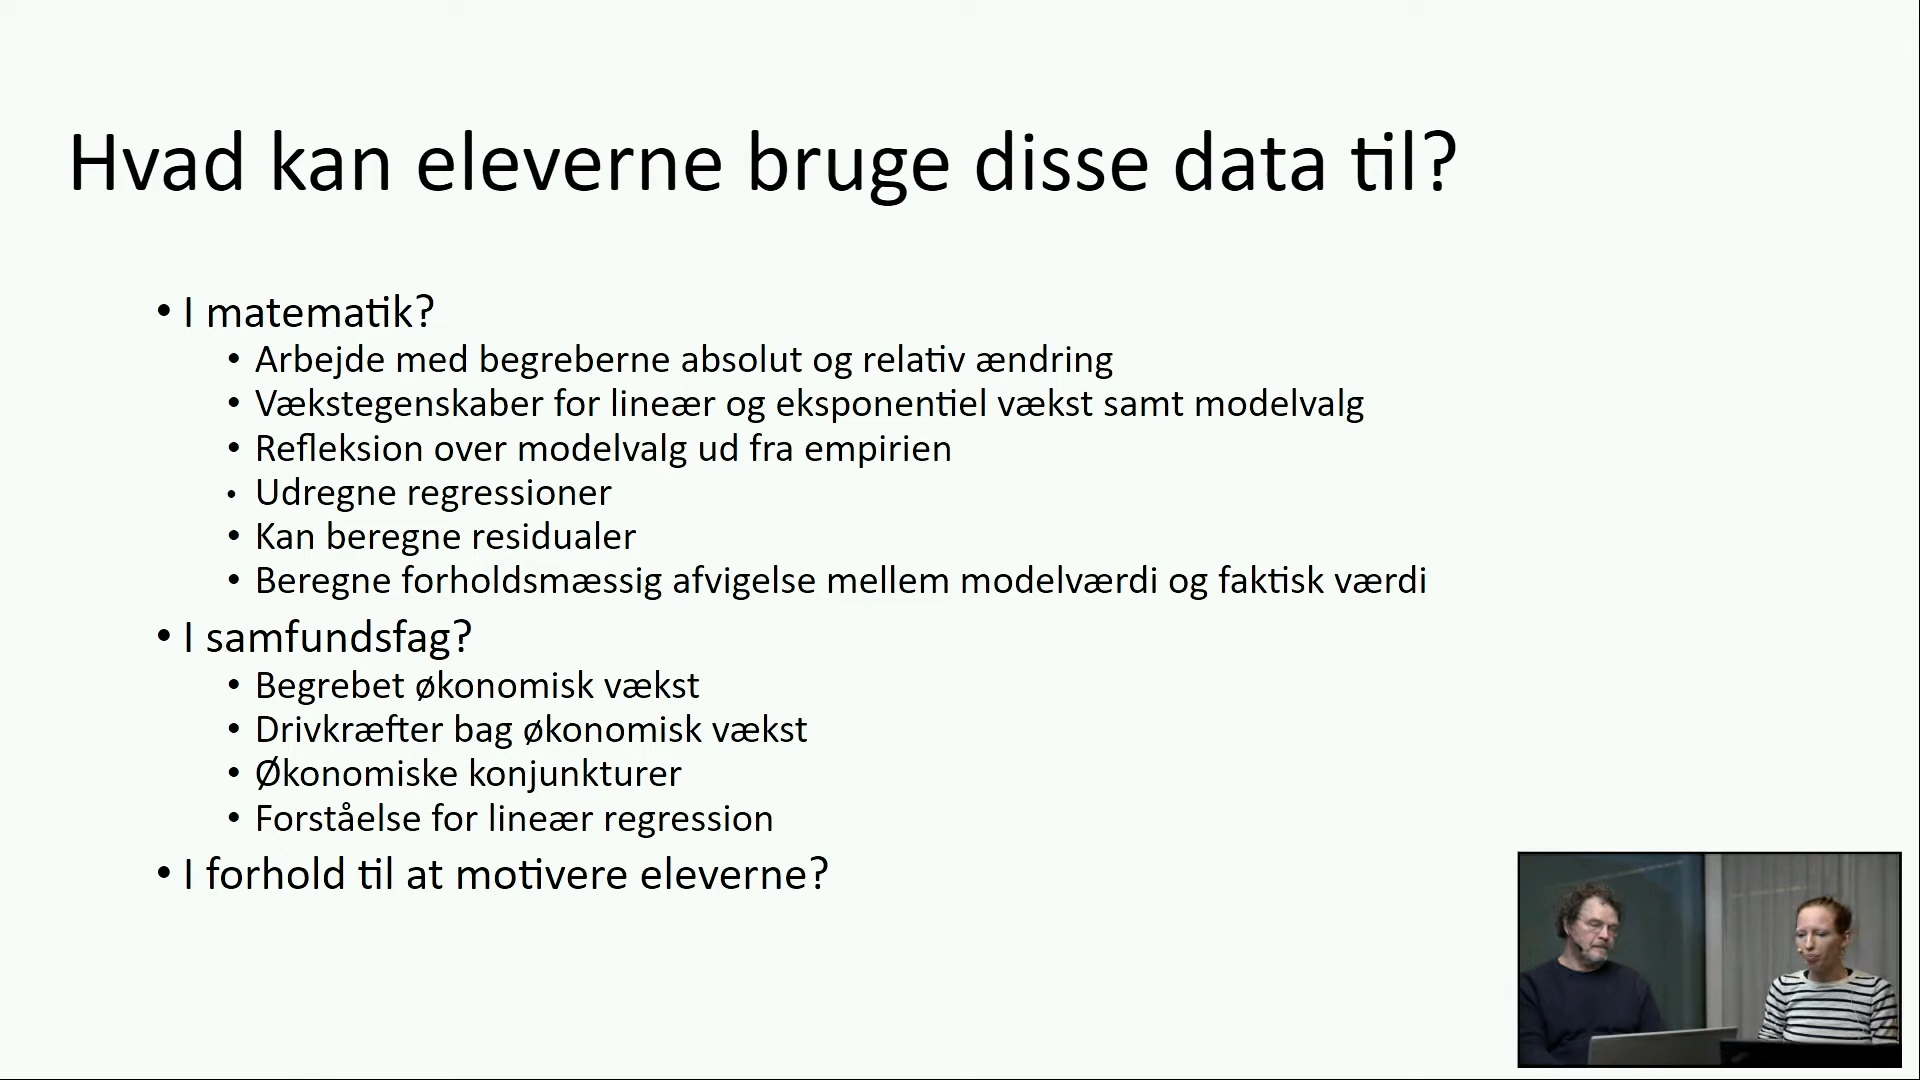 Hvad kan eleverne bruge disse data til?
• I matematik?
• Arbejde med begreberne absolut og relativ ændring
• Vækstegenskaber for lineær og eksponentiel vækst samt modelvalg
• Refleksion over modelvalg ud fra empirien
• Udregne regressioner
• Kan beregne residualer
• Beregne forholdsmæssig afvigelse mellem modelværdi og faktisk værdi
• I samfundsfag?
• Begrebet økonomisk vækst
• Drivkræfter bag økonomisk vækst
• Økonomiske konjunkturer
• Forståelse for lineær regression
• I forhold til at motivere eleverne?